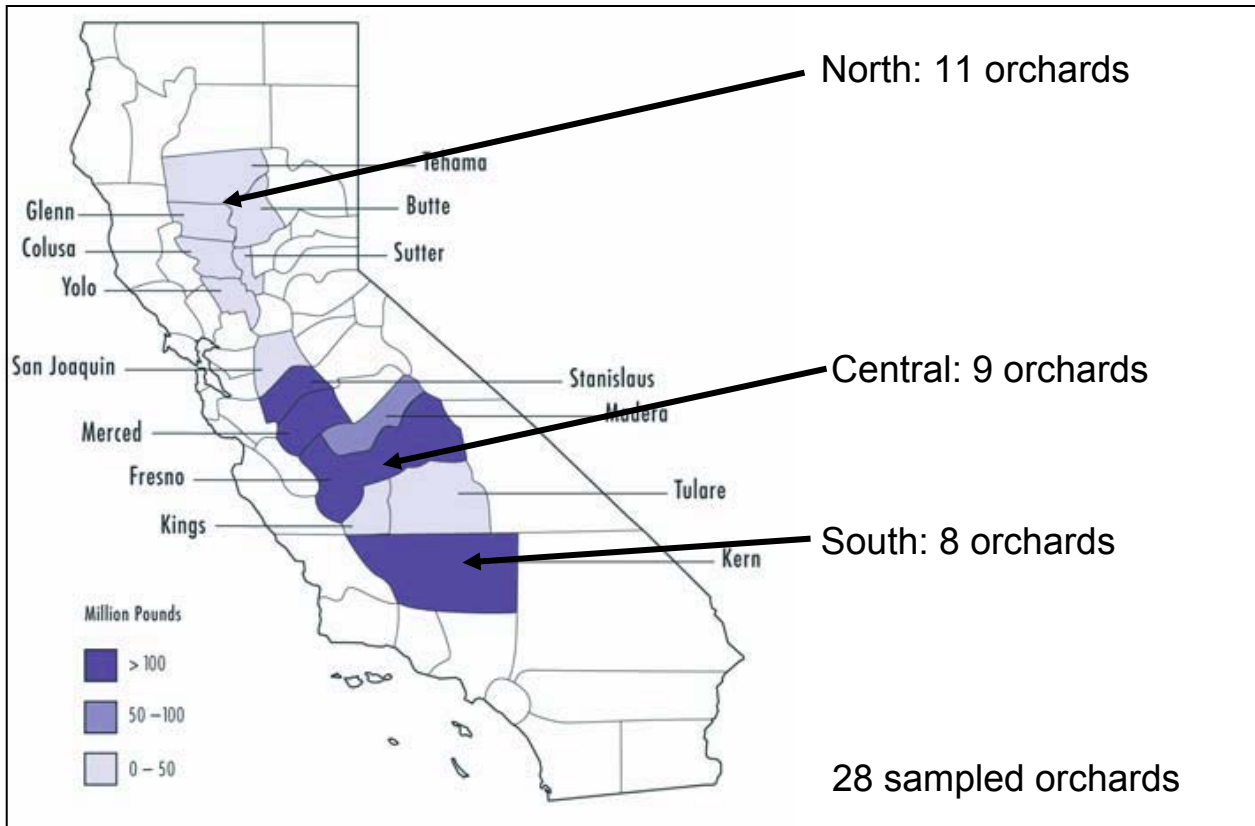 North: 11 orchards
Tehama
Glenn
Butte
Colusa
Sutter
Yolo
San Joaquin
Stanislaus
Central: 9 orchards
Madera
Merced
Fresno
Tulare
Kings
South: 8 orchards
Kern
Million Pounds
> 100
50 –100
0 – 50
28 sampled orchards